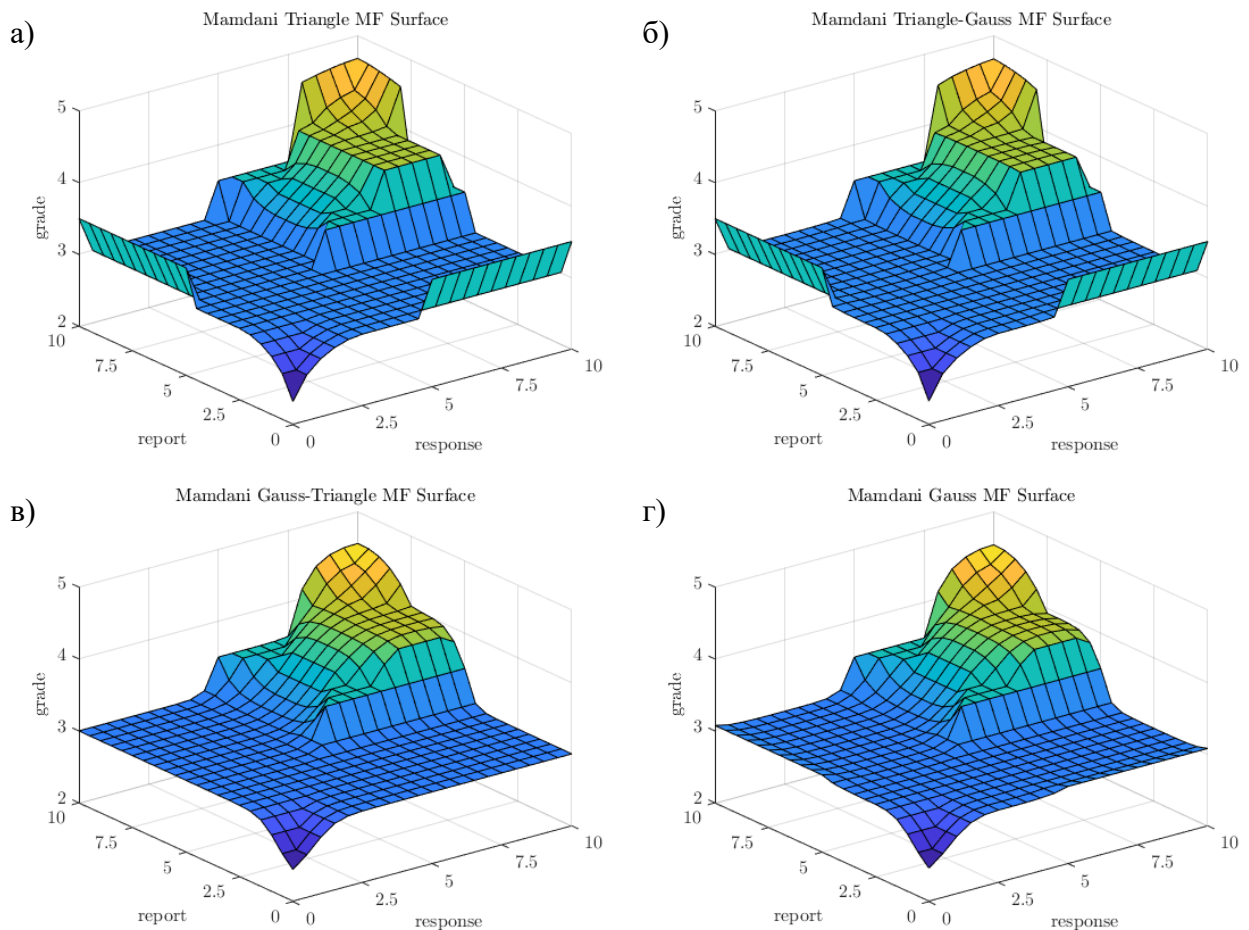 а)
Mamdani Triangle MF Surface
5
4
3
2
grade
10
7.5
5
2.5
0
report
0
2.5
5
7.5
10
response
б)
Mamdani Triangle-Gauss MF Surface
5
4
3
2
grade
10
7.5
5
2.5
0
report
0
2.5
5
7.5
10
response
в)
Mamdani Gauss-Triangle MF Surface
5
4
3
2
grade
10
7.5
5
2.5
0
report
0
2.5
5
7.5
10
response
г)
Mamdani Gauss MF Surface
5
4
3
2
grade
10
7.5
5
2.5
0
report
0
2.5
5
7.5
10
response